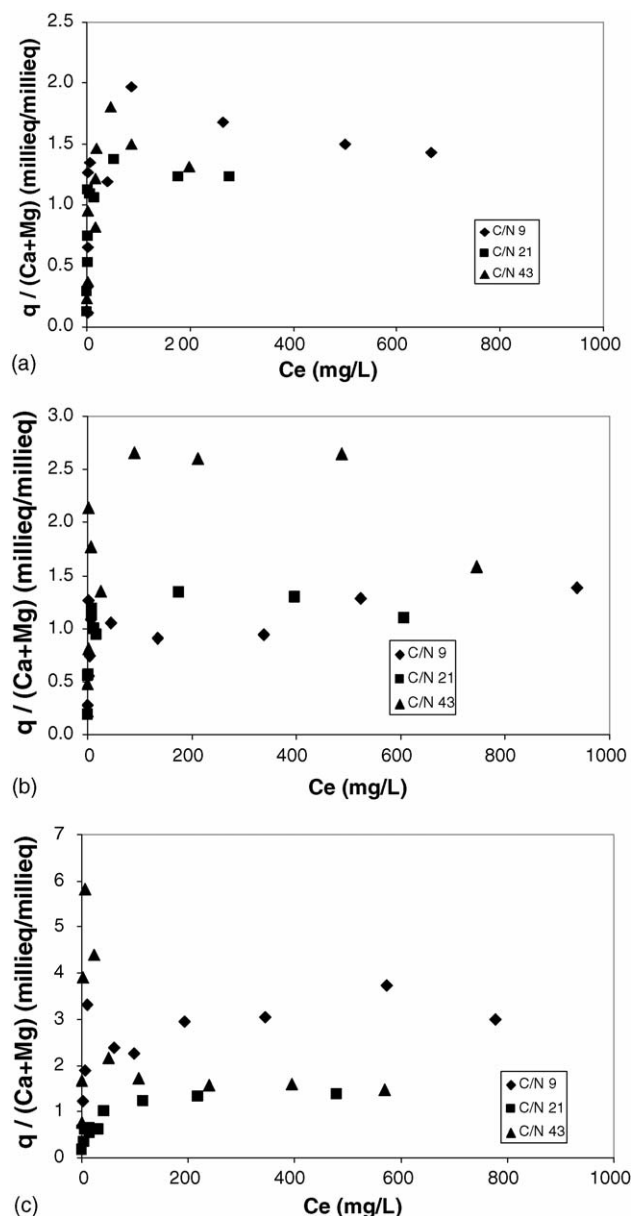 2.5
2.0
1.5
1.0
0.5
0.0
q / (Ca+Mg) (millieq/millieq)
C/N 9
C/N 21
C/N 43
0 2 00 400 600 800 1000
(a) Ce (mg/L)
3.0
2.5
2.0
1.5
1.0
0.5
0.0
q / (Ca+Mg) (millieq/millieq)
C/N 9
C/N 21
C/N 43
0 200 400 600 800 1000
(b) Ce (mg/L)
7
6
5
4
3
2
1
0
q / (Ca+Mg) (millieq/millieq)
C/N 9
C/N 21
C/N 43
0 200 400 600 800 1000
(c) Ce (mg/L)